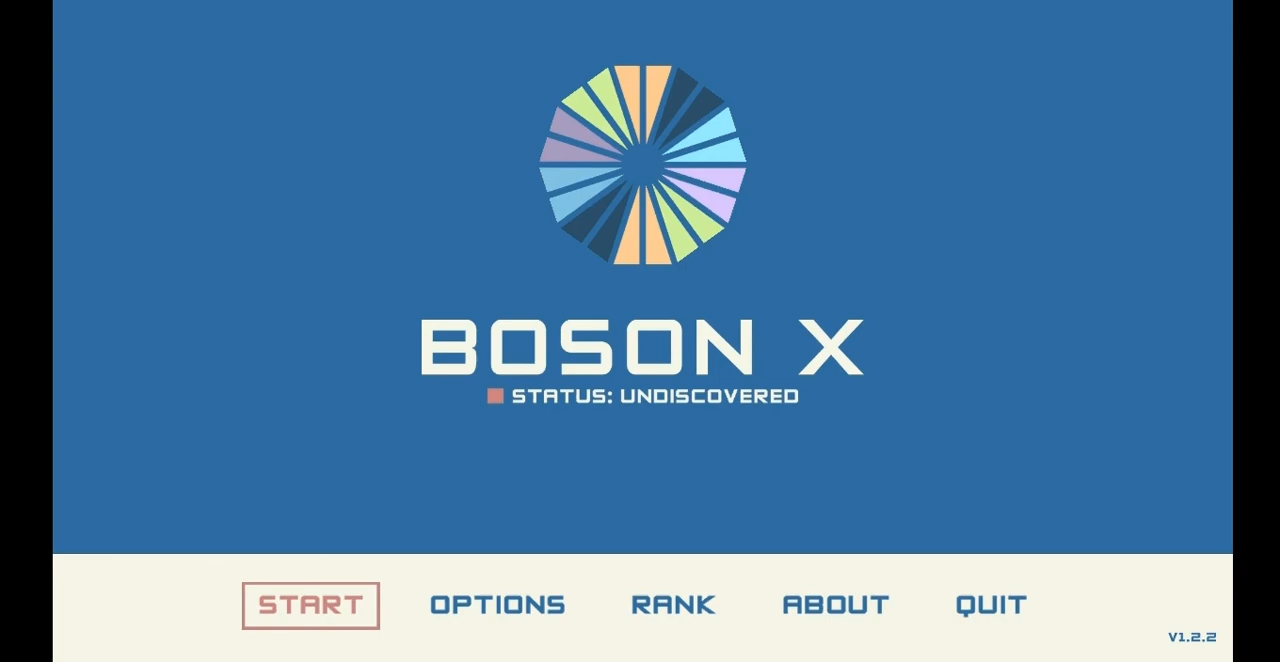 BOSON X
STATUS: UNDISCOVERED
START OPTIONS RANK ABOUT QUIT
V1.2.2